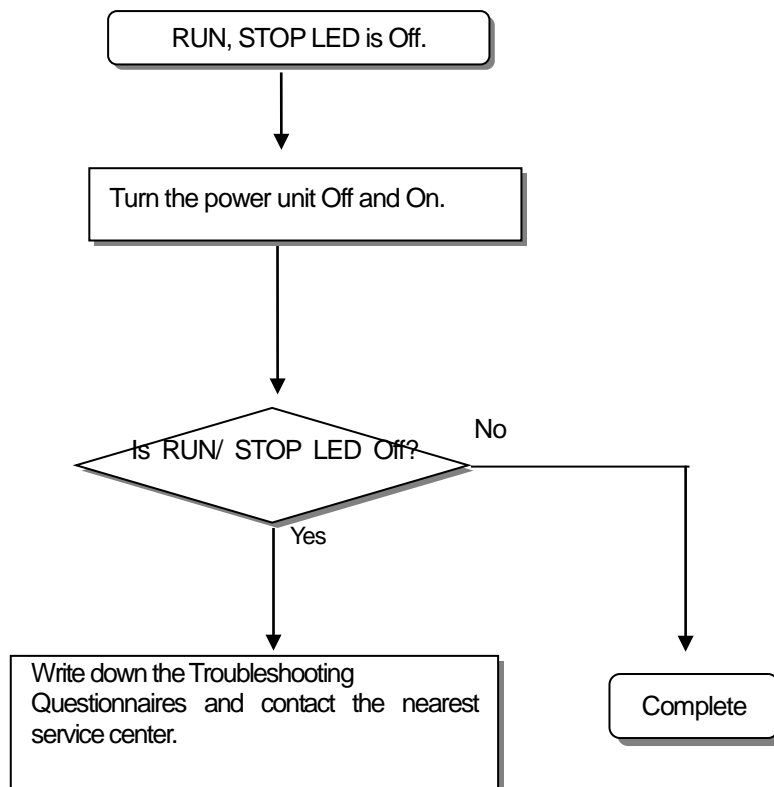 RUN, STOP LED is Off.
Turn the power unit Off and On.
Is RUN/ STOP LED Off?
No
Yes
Write down the Troubleshooting
Questionnaires and contact the nearest
service center.
Complete